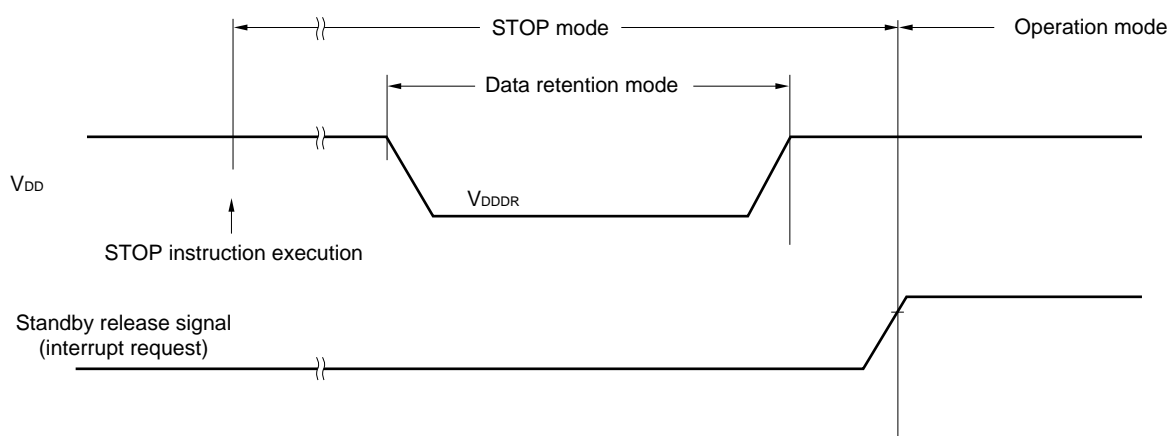 STOP mode
Operation mode
Data retention mode
VDD
VDDDR
STOP instruction execution
Standby release signal
(interrupt request)